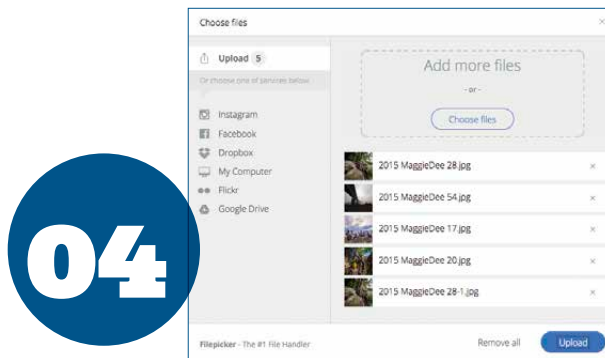 Choose files
×
Upload 5
Or choose one of services below
Instagram
Facebook
Dropbox
My Computer
Flickr
Google Drive
Add more files
- or -
Choose files
2015 MaggieDee 28.jpg ×
2015 MaggieDee 54.jpg ×
2015 MaggieDee 17.jpg ×
2015 MaggieDee 20.jpg ×
2015 MaggieDee 28-1.jpg ×
Filepicker - The #1 File Handler
Remove all
Upload
04